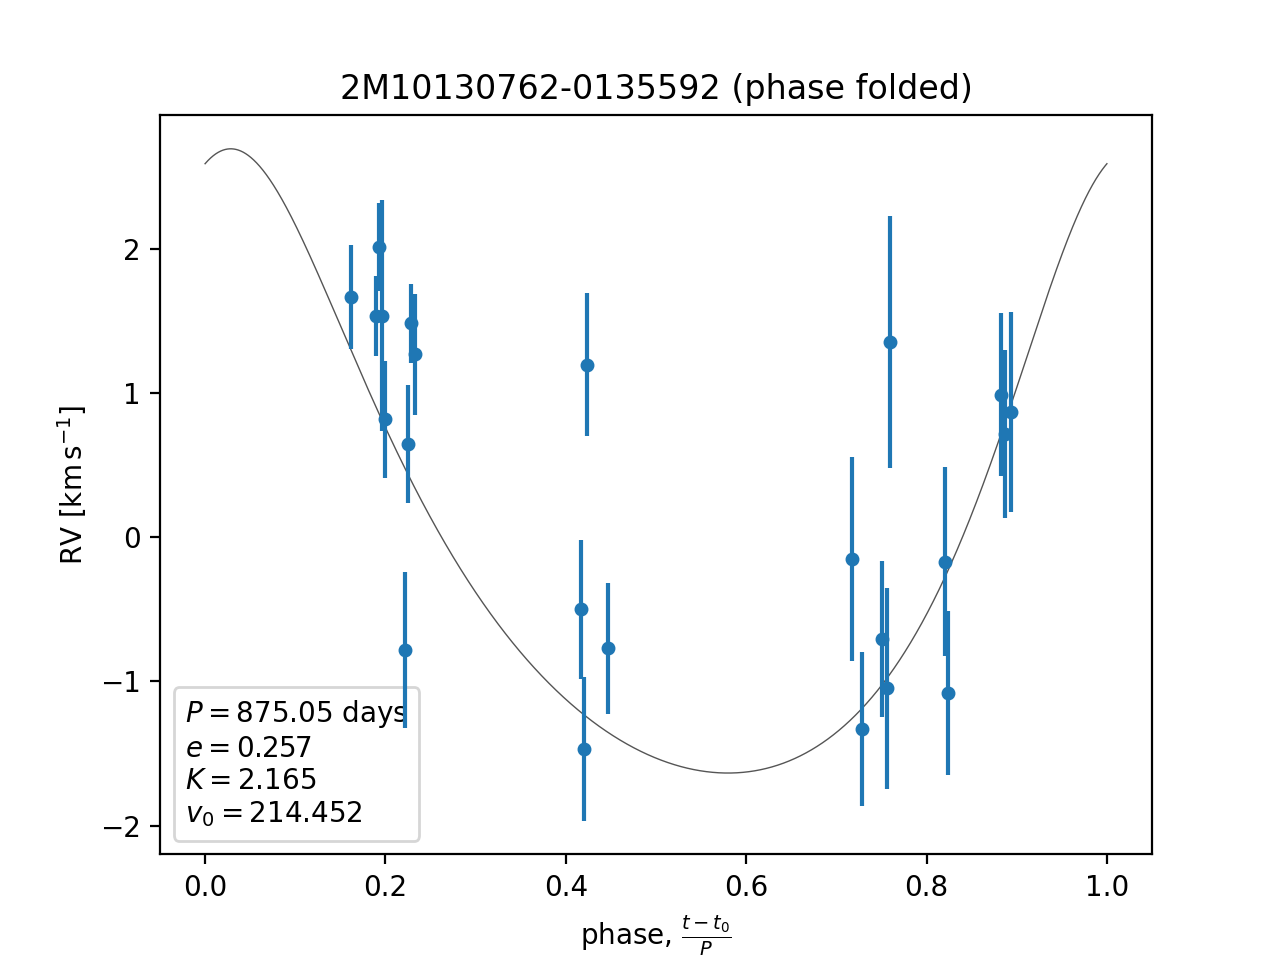 2M10130762-0135592 (phase folded)
RV [km s⁻¹]
2
1
0
−1
−2
P = 875.05 days
e = 0.257
K = 2.165
v₀ = 214.452
0.0 0.2 0.4 0.6 0.8 1.0
phase, (t − t₀)/P